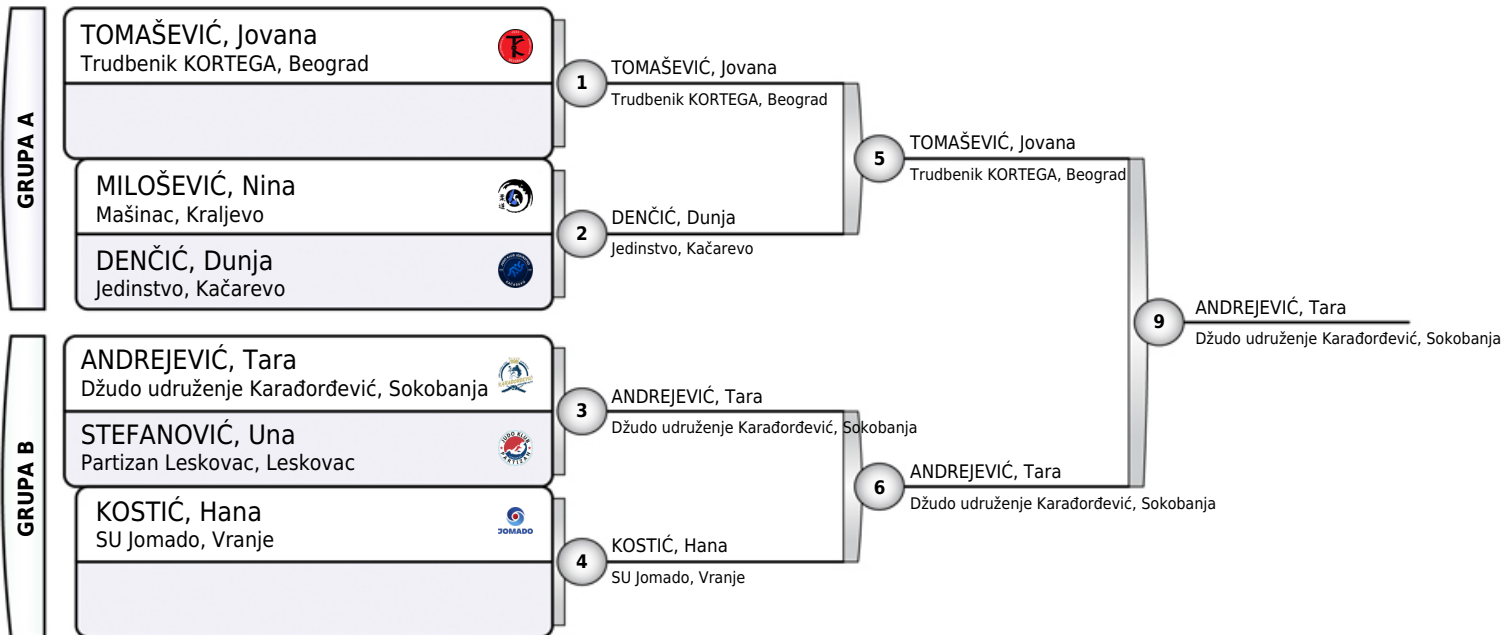 GRUPA A
TOMAŠEVIĆ, Jovana
Trudbenik KORTEGA, Beograd
MILOŠEVIĆ, Nina
Mašinac, Kraljevo
DENČIĆ, Dunja
Jedinstvo, Kačarevo
GRUPA B
ANDREJEVIĆ, Tara
Džudo udruženje Karađorđević, Sokobanja
STEFANOVIĆ, Una
Partizan Leskovac, Leskovac
KOSTIĆ, Hana
SU Jomado, Vranje
JOMADO
1
TOMAŠEVIĆ, Jovana
Trudbenik KORTEGA, Beograd
2
DENČIĆ, Dunja
Jedinstvo, Kačarevo
3
ANDREJEVIĆ, Tara
Džudo udruženje Karađorđević, Sokobanja
4
KOSTIĆ, Hana
SU Jomado, Vranje
5
TOMAŠEVIĆ, Jovana
Trudbenik KORTEGA, Beograd
6
ANDREJEVIĆ, Tara
Džudo udruženje Karađorđević, Sokobanja
9
ANDREJEVIĆ, Tara
Džudo udruženje Karađorđević, Sokobanja